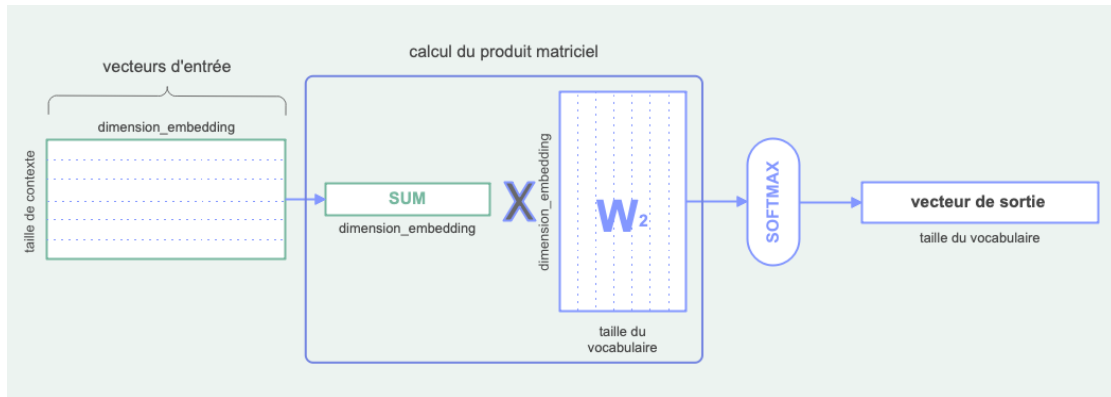 calcul du produit matriciel
vecteurs d'entrée
dimension_embedding
taille de contexte
SUM
dimension_embedding
X
dimension_embedding
W2
taille du
vocabulaire
SOFTMAX
vecteur de sortie
taille du vocabulaire